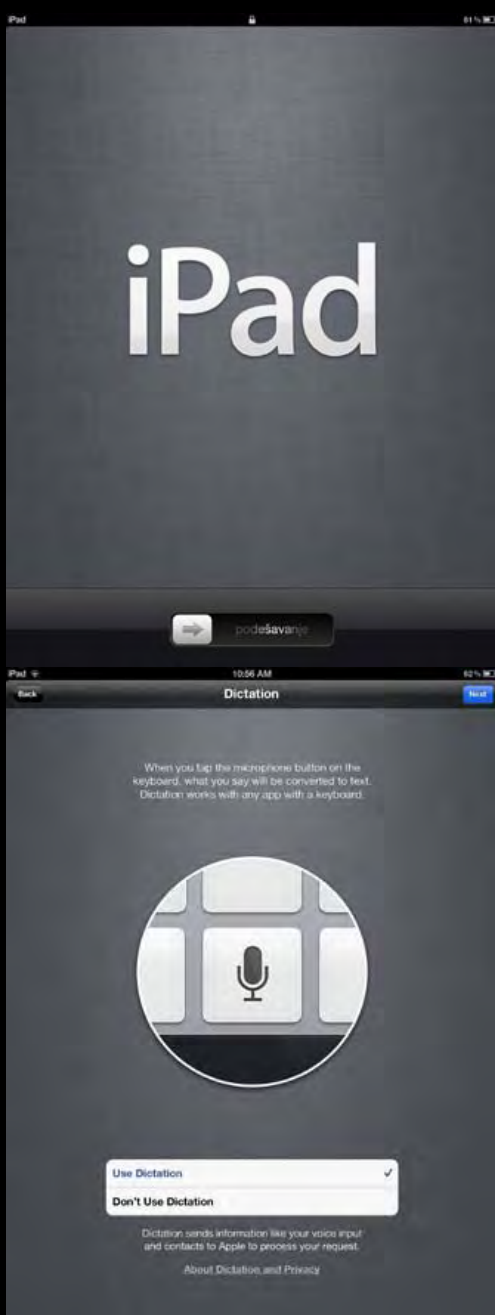 iPad 81%
iPad
podešavanje
iPad 10:56 AM 82%
Back Dictation Next
When you tap the microphone button on the
keyboard, what you say will be converted to text.
Dictation works with any app with a keyboard.
Use Dictation
Don't Use Dictation
Dictation sends information like your voice input
and contacts to Apple to process your request.
About Dictation and Privacy